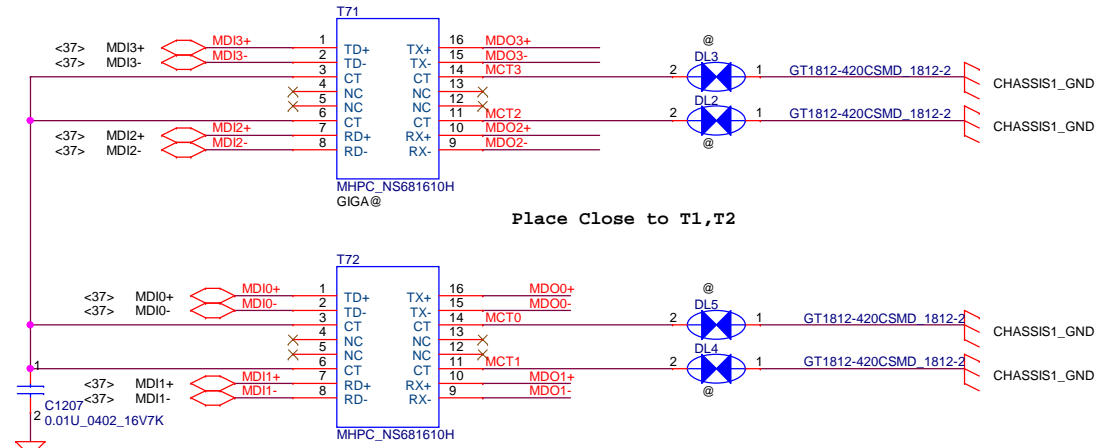 T71
<37> MDI3+ MDI3+ 1 TD+ TX+ 16 MDO3+
<37> MDI3- MDI3- 2 TD- TX- 15 MDO3-
3 CT CT 14 MCT3
4 NC NC 13
5 NC NC 12
6 CT CT 11 MCT2
<37> MDI2+ MDI2+ 7 RD+ RX+ 10 MDO2+
<37> MDI2- MDI2- 8 RD- RX- 9 MDO2-
MHPC_NS681610H
GIGA@
@
DL3
2 1 GT1812-420CSMD_1812-2
CHASSIS1_GND
DL2
2 1 GT1812-420CSMD_1812-2
CHASSIS1_GND
@
Place Close to T1,T2
T72
<37> MDI0+ MDI0+ 1 TD+ TX+ 16 MDO0+
<37> MDI0- MDI0- 2 TD- TX- 15 MDO0-
3 CT CT 14 MCT0
4 NC NC 13
5 NC NC 12
6 CT CT 11 MCT1
<37> MDI1+ MDI1+ 7 RD+ RX+ 10 MDO1+
<37> MDI1- MDI1- 8 RD- RX- 9 MDO1-
MHPC_NS681610H
@
DL5
2 1 GT1812-420CSMD_1812-2
CHASSIS1_GND
DL4
2 1 GT1812-420CSMD_1812-2
CHASSIS1_GND
@
1
C1207
2 0.01U_0402_16V7K